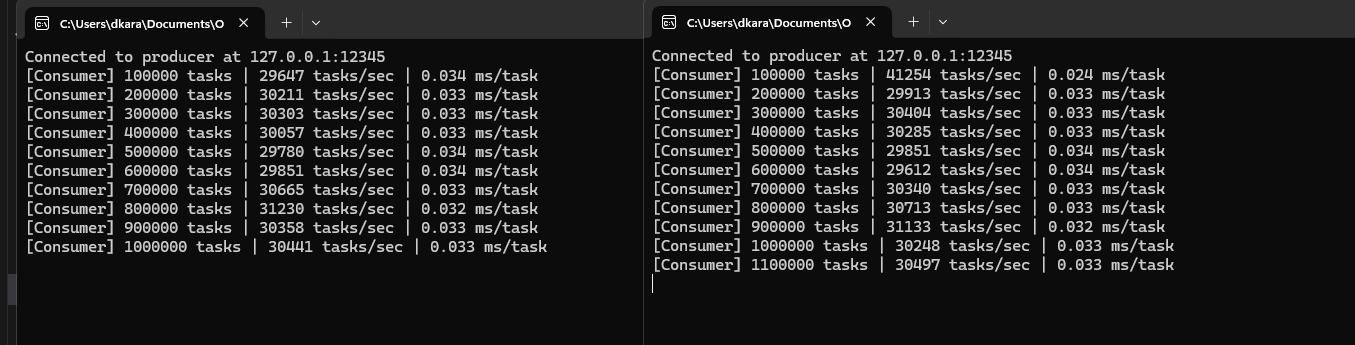 C:\Users\dkara\Documents\O
Connected to producer at 127.0.0.1:12345
[Consumer] 100000 tasks | 29647 tasks/sec | 0.034 ms/task
[Consumer] 200000 tasks | 30211 tasks/sec | 0.033 ms/task
[Consumer] 300000 tasks | 30303 tasks/sec | 0.033 ms/task
[Consumer] 400000 tasks | 30057 tasks/sec | 0.033 ms/task
[Consumer] 500000 tasks | 29780 tasks/sec | 0.034 ms/task
[Consumer] 600000 tasks | 29851 tasks/sec | 0.034 ms/task
[Consumer] 700000 tasks | 30665 tasks/sec | 0.033 ms/task
[Consumer] 800000 tasks | 31230 tasks/sec | 0.032 ms/task
[Consumer] 900000 tasks | 30358 tasks/sec | 0.033 ms/task
[Consumer] 1000000 tasks | 30441 tasks/sec | 0.033 ms/task
C:\Users\dkara\Documents\O
Connected to producer at 127.0.0.1:12345
[Consumer] 100000 tasks | 41254 tasks/sec | 0.024 ms/task
[Consumer] 200000 tasks | 29913 tasks/sec | 0.033 ms/task
[Consumer] 300000 tasks | 30404 tasks/sec | 0.033 ms/task
[Consumer] 400000 tasks | 30285 tasks/sec | 0.033 ms/task
[Consumer] 500000 tasks | 29851 tasks/sec | 0.034 ms/task
[Consumer] 600000 tasks | 29612 tasks/sec | 0.034 ms/task
[Consumer] 700000 tasks | 30340 tasks/sec | 0.033 ms/task
[Consumer] 800000 tasks | 30713 tasks/sec | 0.033 ms/task
[Consumer] 900000 tasks | 31133 tasks/sec | 0.032 ms/task
[Consumer] 1000000 tasks | 30248 tasks/sec | 0.033 ms/task
[Consumer] 1100000 tasks | 30497 tasks/sec | 0.033 ms/task